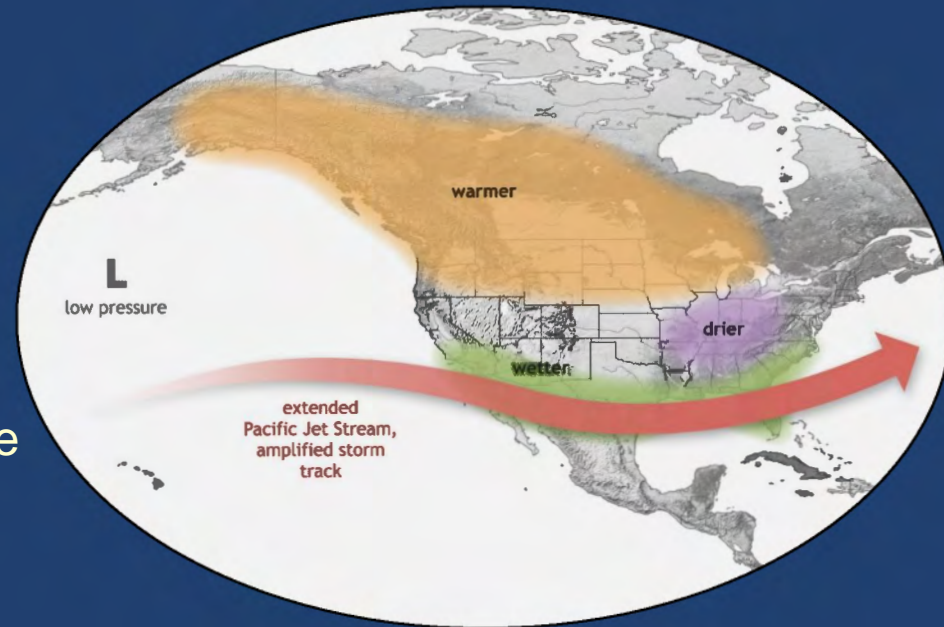 warmer
L
low pressure
drier
wetter
extended
Pacific Jet Stream,
amplified storm
track